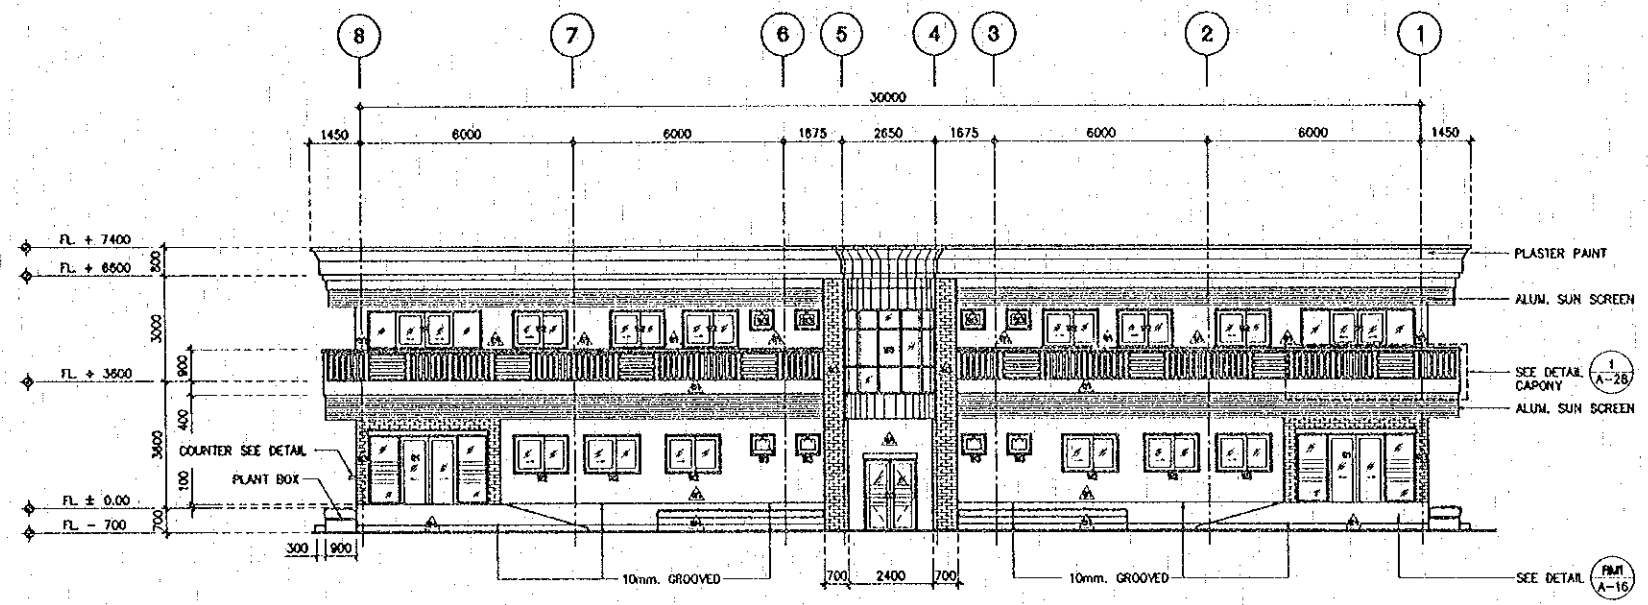 8 7 6 5 4 3 2 1
30000
1450 6000 6000 1675 2650 1675 6000 6000 1450
FL. + 7400
800
PLASTER PAINT
FL. + 6600
ALUM. SUN SCREEN
3000
900
FL. + 3600
SEE DETAIL
CAPONY
1
A-28
400
ALUM. SUN SCREEN
3600
COUNTER SEE DETAIL
PLANT BOX
100
FL. ± 0.00
700
FL. - 700
300 900
10mm. GROOVED
700 2400 700
10mm. GROOVED
SEE DETAIL
RM1
A-16